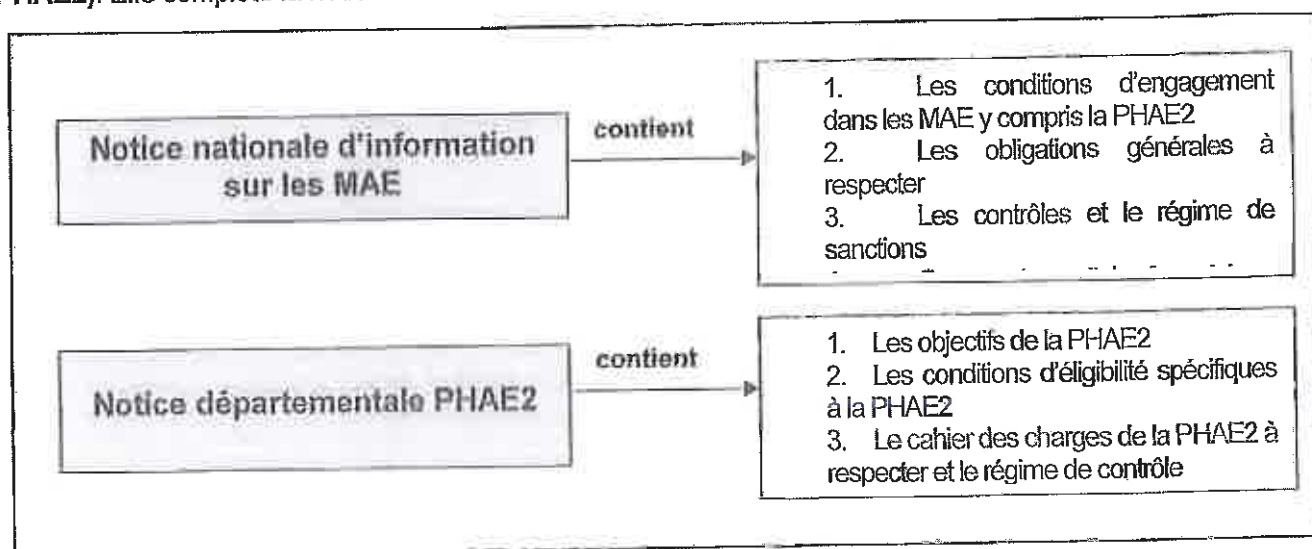 Notice nationale d'information
sur les MAE
contient
1. Les conditions d'engagement
dans les MAE y compris la PHAE2
2. Les obligations générales à
respecter
3. Les contrôles et le régime de
sanctions
Notice départementale PHAE2
contient
1. Les objectifs de la PHAE2
2. Les conditions d'éligibilité spécifiques
à la PHAE2
3. Le cahier des charges de la PHAE2 à
respecter et le régime de contrôle